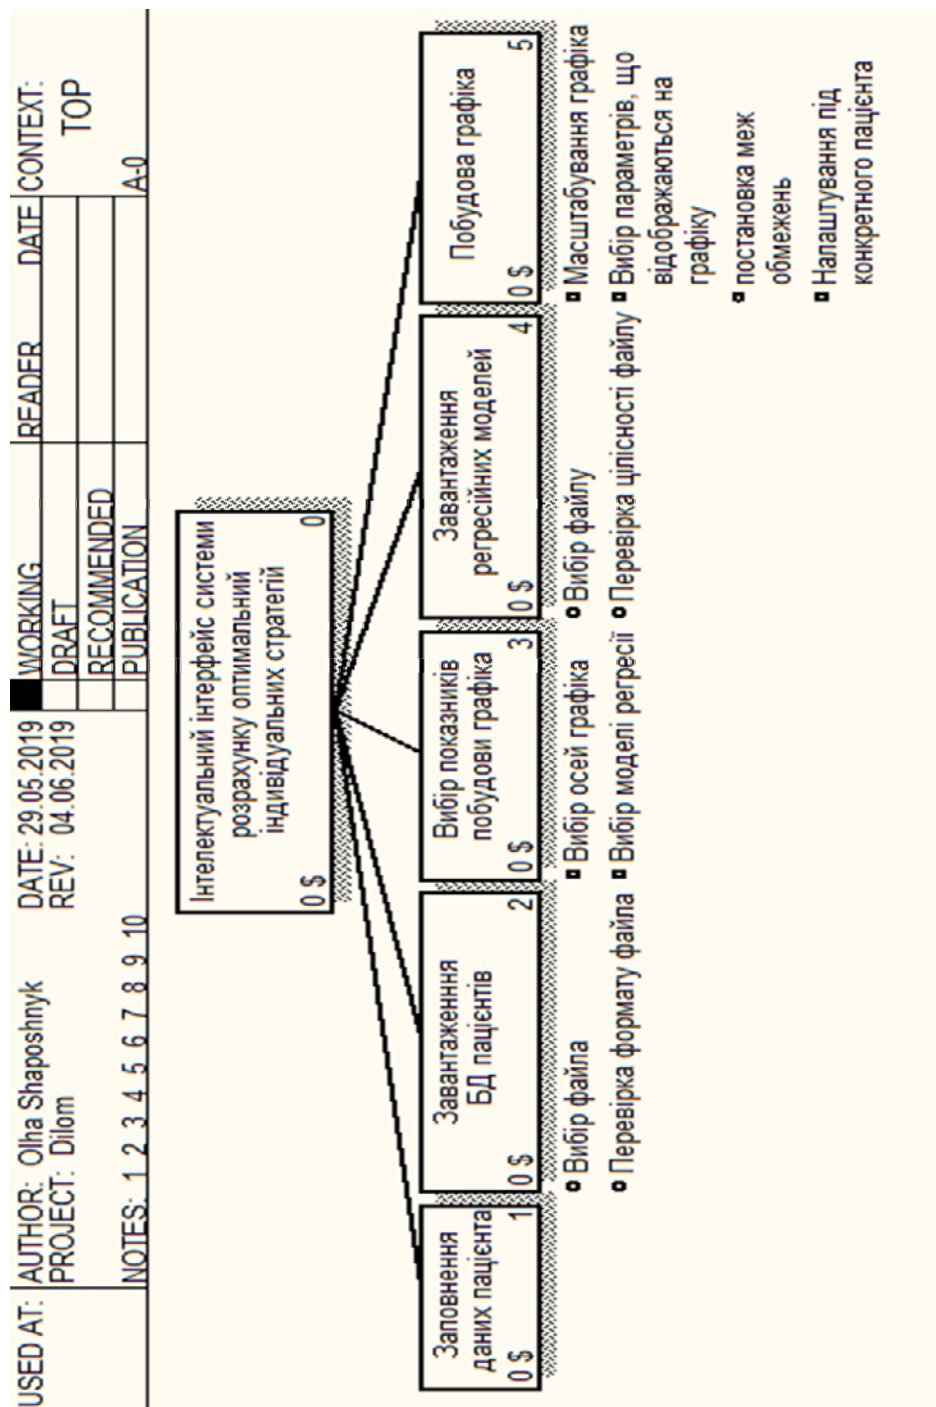 USED AT:
AUTHOR: Olha Shaposhnyk
PROJECT: Dilom
DATE: 29.05.2019
REV: 04.06.2019
NOTES: 1 2 3 4 5 6 7 8 9 10
WORKING
DRAFT
RECOMMENDED
PUBLICATION
READER
DATE
CONTEXT:
TOP
A-0
Інтелектуальний інтерфейс системи
розрахунку оптимальний
індивідуальних стратегій
0 $
0
Заповнення
даних пацієнта
0 $
1
Завантаженння
БД пацієнтів
0 $
2
Вибір файла
Перевірка формату файла
Вибір показників
побудови графіка
0 $
3
Вибір осей графіка
Вибір моделі регресії
Завантаження
регресійних моделей
0 $
4
Вибір файлу
Перевірка цілісності файлу
Побудова графіка
0 $
5
Масштабування графіка
Вибір параметрів, що
відображаються на
графіку
постановка меж
обмежень
Налаштування під
конкретного пацієнта